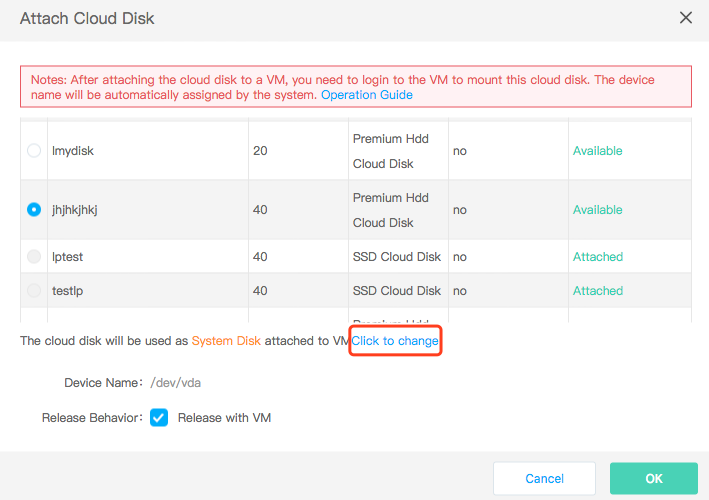 Attach Cloud Disk
Notes: After attaching the cloud disk to a VM, you need to login to the VM to mount this cloud disk. The device
name will be automatically assigned by the system. Operation Guide
lmydisk 20 Premium Hdd Cloud Disk no Available
jhjhkjhkj 40 Premium Hdd Cloud Disk no Available
lptest 40 SSD Cloud Disk no Attached
testlp 40 SSD Cloud Disk no Attached
Premium Hdd
The cloud disk will be used as System Disk attached to VM Click to change
Device Name: /dev/vda
Release Behavior: Release with VM
Cancel OK